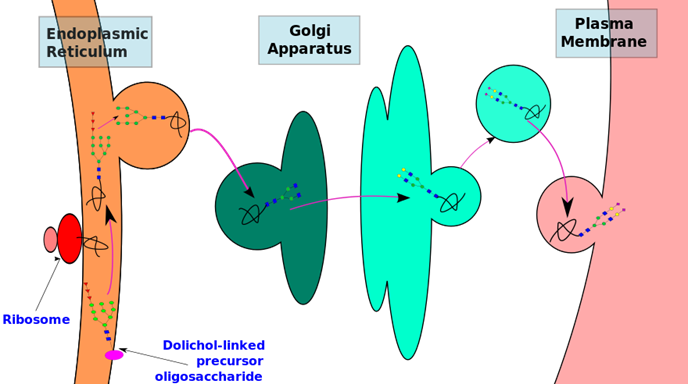 Endoplasmic
Reticulum
Golgi
Apparatus
Plasma
Membrane
Ribosome
Dolichol-linked
precursor
oligosaccharide